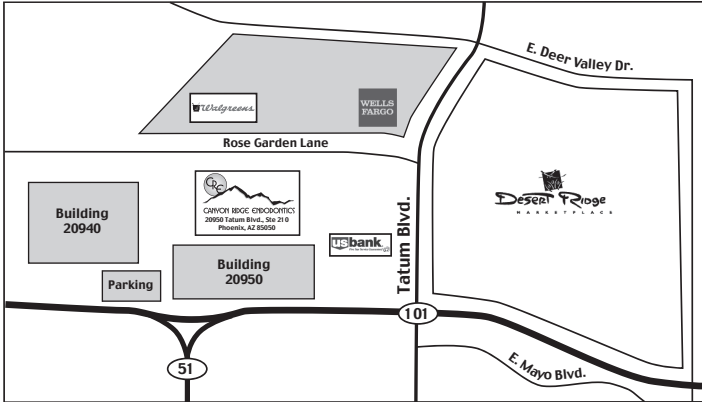 E. Deer Valley Dr.
Walgreens
WELLS
FARGO
Rose Garden Lane
CRE
CANYON RIDGE ENDODONTICS
20950 Tatum Blvd., Ste 210
Phoenix, AZ 85050
Desert Ridge
MARKETPLACE
Building
20940
usbank
Tatum Blvd.
Building
20950
Parking
101
51
E. Mayo Blvd.